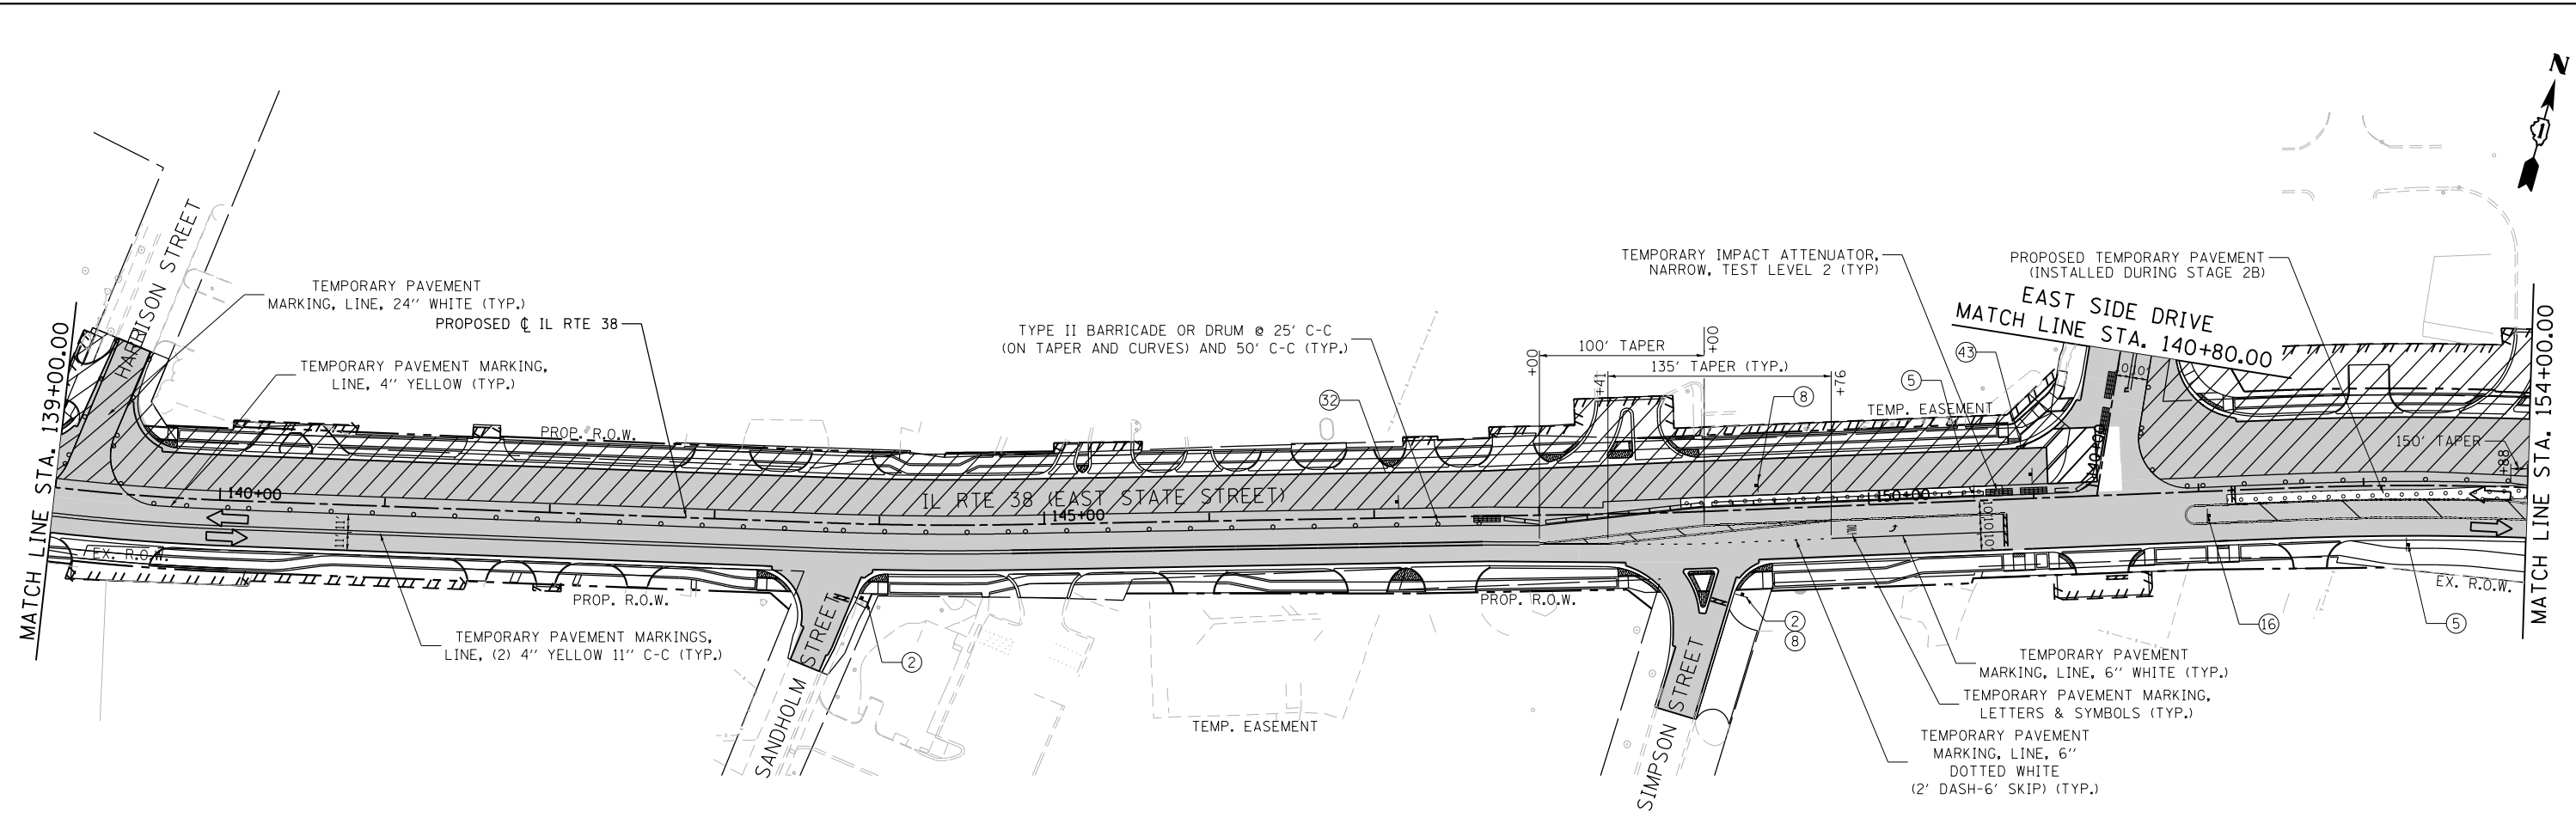 N
MATCH LINE STA. 139+00.00
HARRISON STREET
TEMPORARY PAVEMENT
MARKING, LINE, 24'' WHITE (TYP.)
PROPOSED ℄ IL RTE 38
TEMPORARY PAVEMENT MARKING,
LINE, 4'' YELLOW (TYP.)
TYPE II BARRICADE OR DRUM @ 25' C-C
(ON TAPER AND CURVES) AND 50' C-C (TYP.)
32
+00
100' TAPER
+00
+41
135' TAPER (TYP.)
+76
8
TEMPORARY IMPACT ATTENUATOR,
NARROW, TEST LEVEL 2 (TYP)
5
43
TEMP. EASEMENT
PROPOSED TEMPORARY PAVEMENT
(INSTALLED DURING STAGE 2B)
EAST SIDE DRIVE
MATCH LINE STA. 140+80.00
150' TAPER
+88
MATCH LINE STA. 154+00.00
PROP. R.O.W.
140+00
IL RTE 38 (EAST STATE STREET)
145+00
150+00
140+00
11'
11'
10'
10'
10'
EX. R.O.W.
PROP. R.O.W.
PROP. R.O.W.
EX. R.O.W.
TEMPORARY PAVEMENT MARKINGS,
LINE, (2) 4'' YELLOW 11'' C-C (TYP.)
SANDHOLM STREET
2
TEMP. EASEMENT
SIMPSON STREET
2
8
16
5
TEMPORARY PAVEMENT
MARKING, LINE, 6'' WHITE (TYP.)
TEMPORARY PAVEMENT MARKING,
LETTERS & SYMBOLS (TYP.)
TEMPORARY PAVEMENT
MARKING, LINE, 6''
DOTTED WHITE
(2' DASH-6' SKIP) (TYP.)